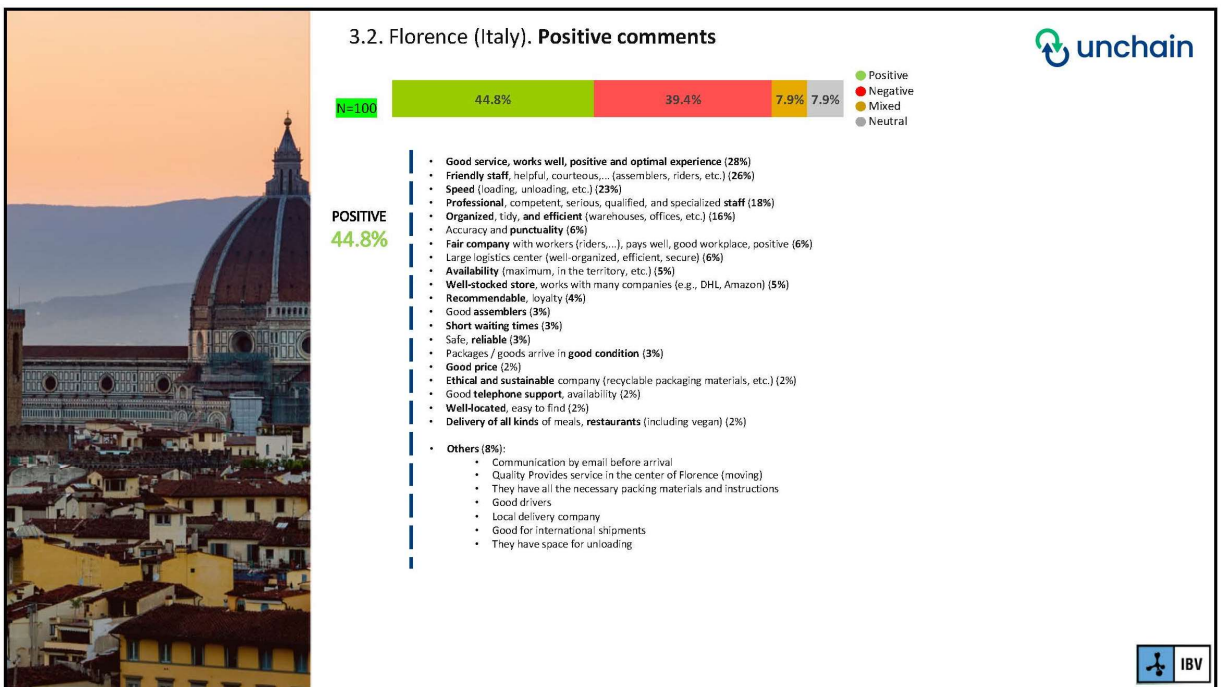 3.2. Florence (Italy). Positive comments
unchain
N=100
44.8%
39.4%
7.9%
7.9%
Positive
Negative
Mixed
Neutral
POSITIVE
44.8%
• Good service, works well, positive and optimal experience (28%)
• Friendly staff, helpful, courteous,... (assemblers, riders, etc.) (26%)
• Speed (loading, unloading, etc.) (23%)
• Professional, competent, serious, qualified, and specialized staff (18%)
• Organized, tidy, and efficient (warehouses, offices, etc.) (16%)
• Accuracy and punctuality (6%)
• Fair company with workers (riders,...), pays well, good workplace, positive (6%)
• Large logistics center (well-organized, efficient, secure) (6%)
• Availability (maximum, in the territory, etc.) (5%)
• Well-stocked store, works with many companies (e.g., DHL, Amazon) (5%)
• Recommendable, loyalty (4%)
• Good assemblers (3%)
• Short waiting times (3%)
• Safe, reliable (3%)
• Packages / goods arrive in good condition (3%)
• Good price (2%)
• Ethical and sustainable company (recyclable packaging materials, etc.) (2%)
• Good telephone support, availability (2%)
• Well-located, easy to find (2%)
• Delivery of all kinds of meals, restaurants (including vegan) (2%)
• Others (8%):
• Communication by email before arrival
• Quality Provides service in the center of Florence (moving)
• They have all the necessary packing materials and instructions
• Good drivers
• Local delivery company
• Good for international shipments
• They have space for unloading
IBV